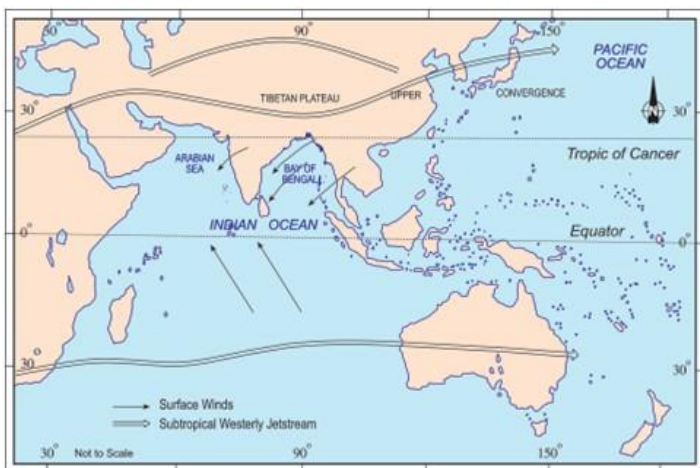 30°
90°
150°
PACIFIC
OCEAN
TIBETAN PLATEAU
UPPER
CONVERGENCE
30°
30°
N
ARABIAN
SEA
BAY OF
BENGAL
Tropic of Cancer
INDIAN OCEAN
Equator
0°
0°
30°
30°
Surface Winds
Subtropical Westerly Jetstream
30°
Not to Scale
90°
150°